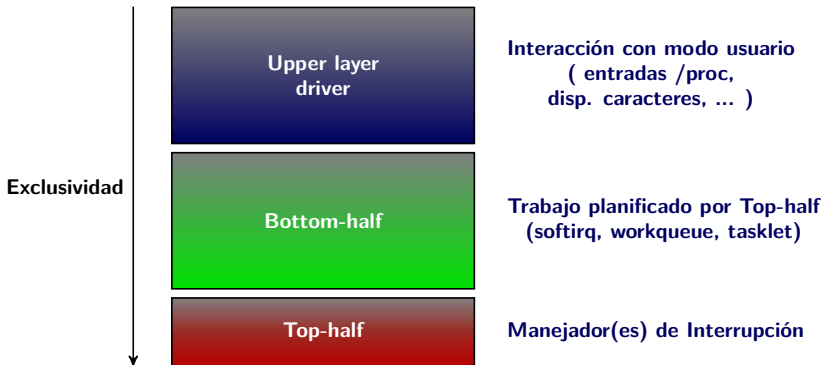 Upper layer
driver
Interacción con modo usuario
( entradas /proc,
disp. caracteres, ... )
Exclusividad
Bottom-half
Trabajo planificado por Top-half
(softirq, workqueue, tasklet)
Top-half
Manejador(es) de Interrupción